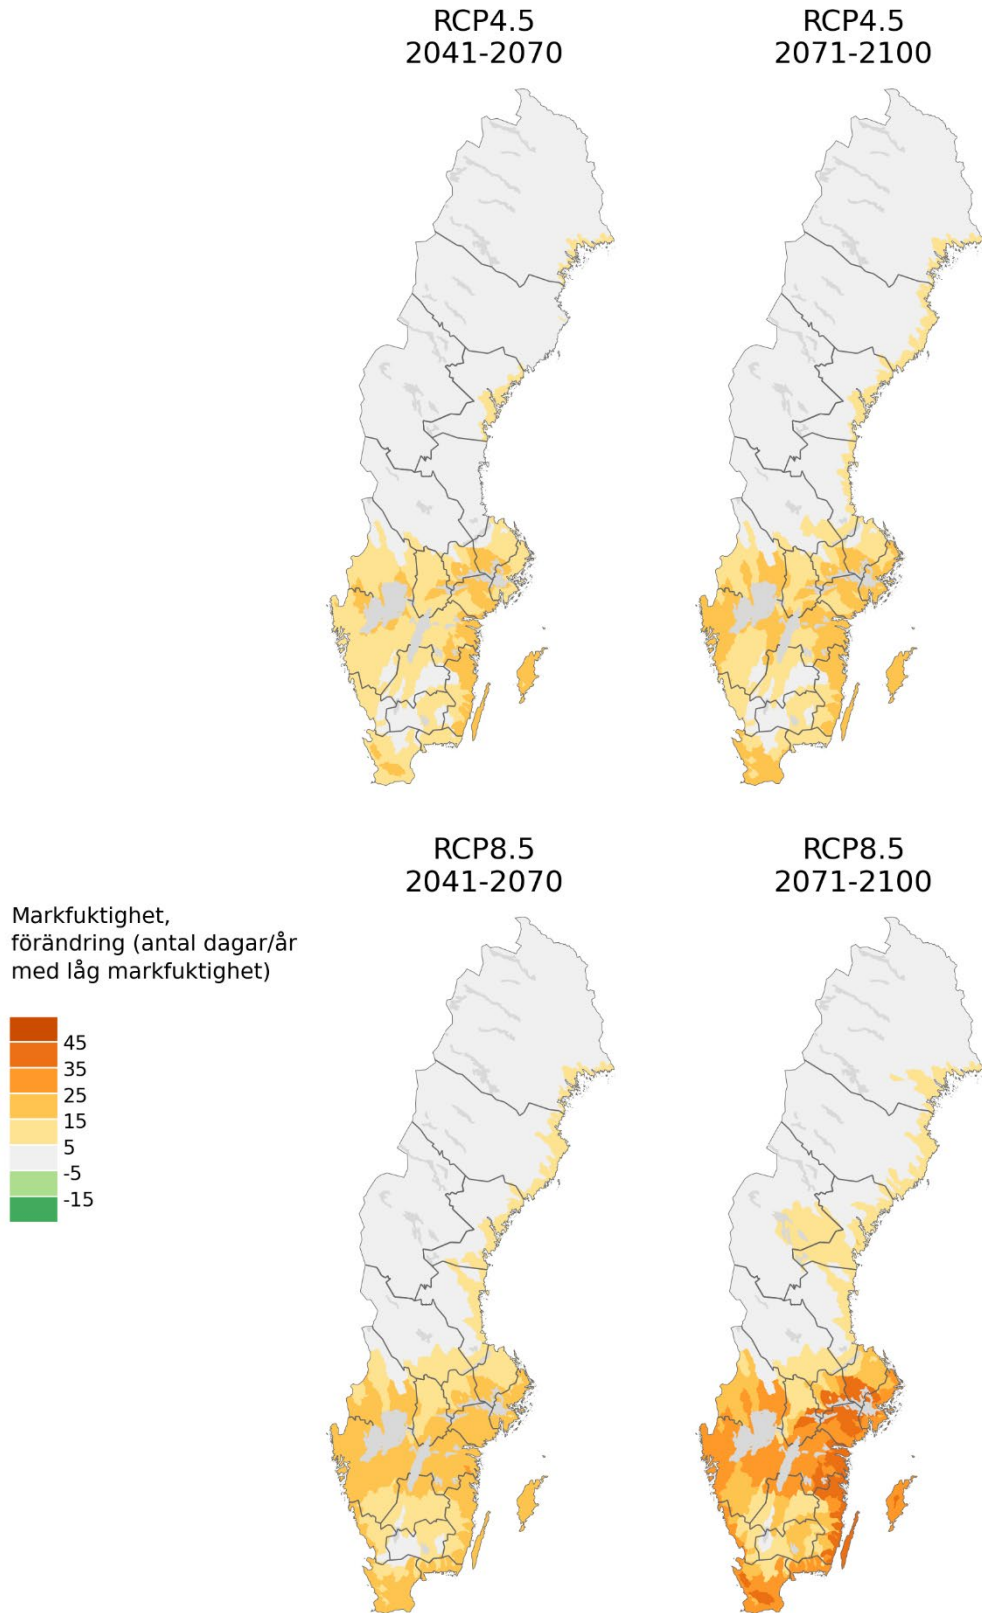 RCP4.5
2041-2070
RCP4.5
2071-2100
RCP8.5
2041-2070
RCP8.5
2071-2100
Markfuktighet,
förändring (antal dagar/år
med låg markfuktighet)
45
35
25
15
5
-5
-15